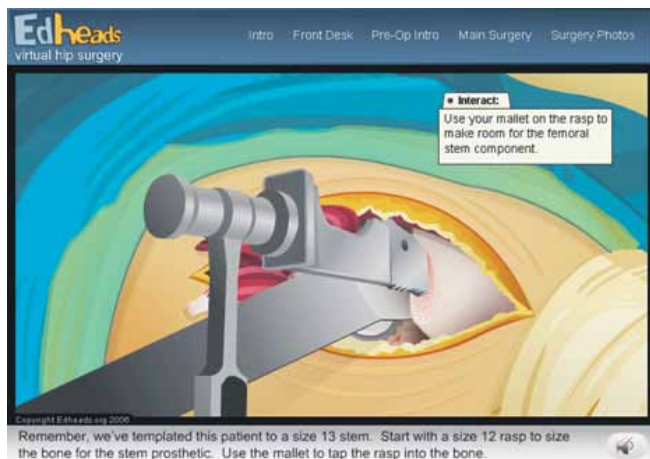 Edheads
virtual hip surgery
Intro Front Desk Pre-Op Intro Main Surgery Surgery Photos
• Interact:
Use your mallet on the rasp to
make room for the femoral
stem component.
Copyright Edheads.org 2006
Remember, we've templated this patient to a size 13 stem. Start with a size 12 rasp to size
the bone for the stem prosthetic. Use the mallet to tap the rasp into the bone.